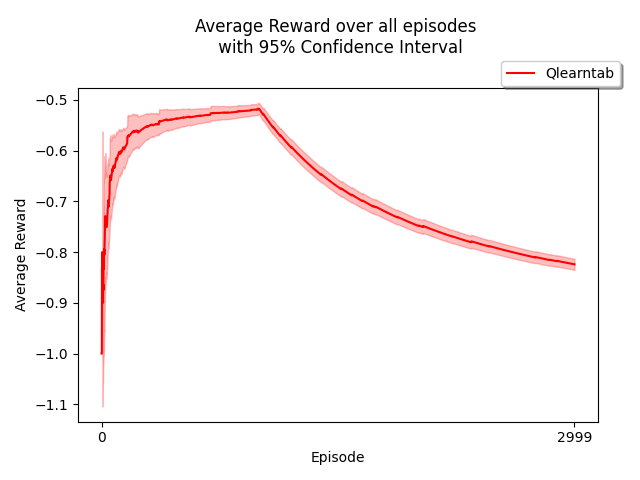 Average Reward over all episodes
with 95% Confidence Interval
Qlearntab
−0.5
−0.6
−0.7
−0.8
−0.9
−1.0
−1.1
Average Reward
0
2999
Episode